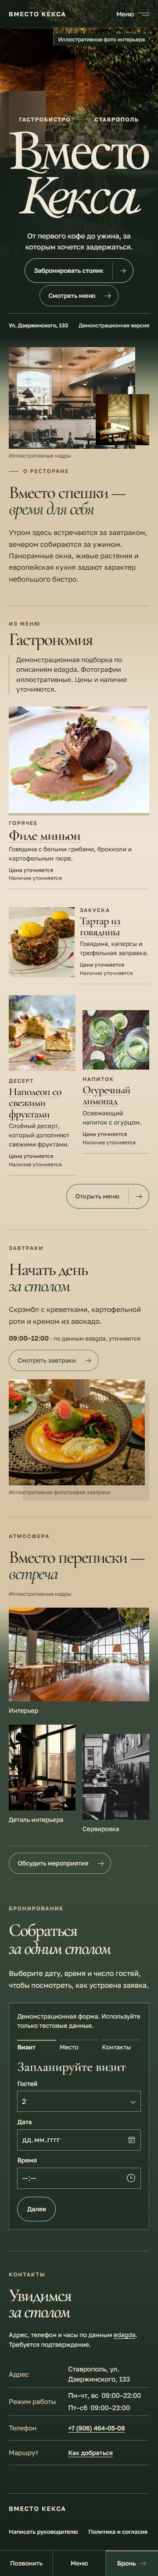 ВМЕСТО КЕКСА
Меню
Иллюстративное фото интерьера
ГАСТРОБИСТРО
СТАВРОПОЛЬ
Вместо
Кекса
От первого кофе до ужина, за
которым хочется задержаться.
Забронировать столик →
Смотреть меню →
Ул. Дзержинского, 133
Демонстрационная версия
Иллюстративные кадры
О РЕСТОРАНЕ
Вместо спешки —
время для себя
Утром здесь встречаются за завтраком,
вечером собираются за ужином.
Панорамные окна, живые растения и
европейская кухня задают характер
небольшого бистро.
ИЗ МЕНЮ
Гастрономия
Демонстрационная подборка по
описаниям edagda. Фотографии
иллюстративные. Цены и наличие
уточняются.
ГОРЯЧЕЕ
Филе миньон
Говядина с белыми грибами, брокколи и
картофельным пюре.
Цена уточняется
Наличие уточняется
ЗАКУСКА
Тартар из
говядины
Говядина, каперсы и
трюфельная заправка.
Цена уточняется
Наличие уточняется
ДЕСЕРТ
Наполеон со
свежими
фруктами
Слоёный десерт,
который дополняют
свежими фруктами.
Цена уточняется
Наличие уточняется
НАПИТОК
Огуречный
лимонад
Освежающий
напиток с огурцом.
Цена уточняется
Наличие уточняется
Открыть меню →
ЗАВТРАКИ
Начать день
за столом
Скрэмбл с креветками, картофельной
роти и кремом из авокадо.
09:00–12:00 · по данным edagda, уточняется
Смотреть завтраки →
Иллюстративная фотография завтрака
АТМОСФЕРА
Вместо переписки —
встреча
Иллюстративные кадры
Интерьер
Деталь интерьера
Сервировка
Обсудить мероприятие →
БРОНИРОВАНИЕ
Собраться
за одним столом
Выберите дату, время и число гостей,
чтобы посмотреть, как устроена заявка.
Демонстрационная форма. Используйте
только тестовые данные.
Визит
Место
Контакты
Запланируйте визит
Гостей
2
Дата
дд.мм.гггг
Время
--:--
Далее
КОНТАКТЫ
Увидимся
за столом
Адрес, телефон и часы по данным edagda.
Требуется подтверждение.
Адрес
Ставрополь, ул.
Дзержинского, 133
Режим работы
Пн–чт, вс 09:00–22:00
Пт–сб 09:00–23:00
Телефон
+7 (906) 464-05-08
Маршрут
Как добраться
ВМЕСТО КЕКСА
Написать руководителю
Политика и согласие
Позвонить
Меню
Бронь →